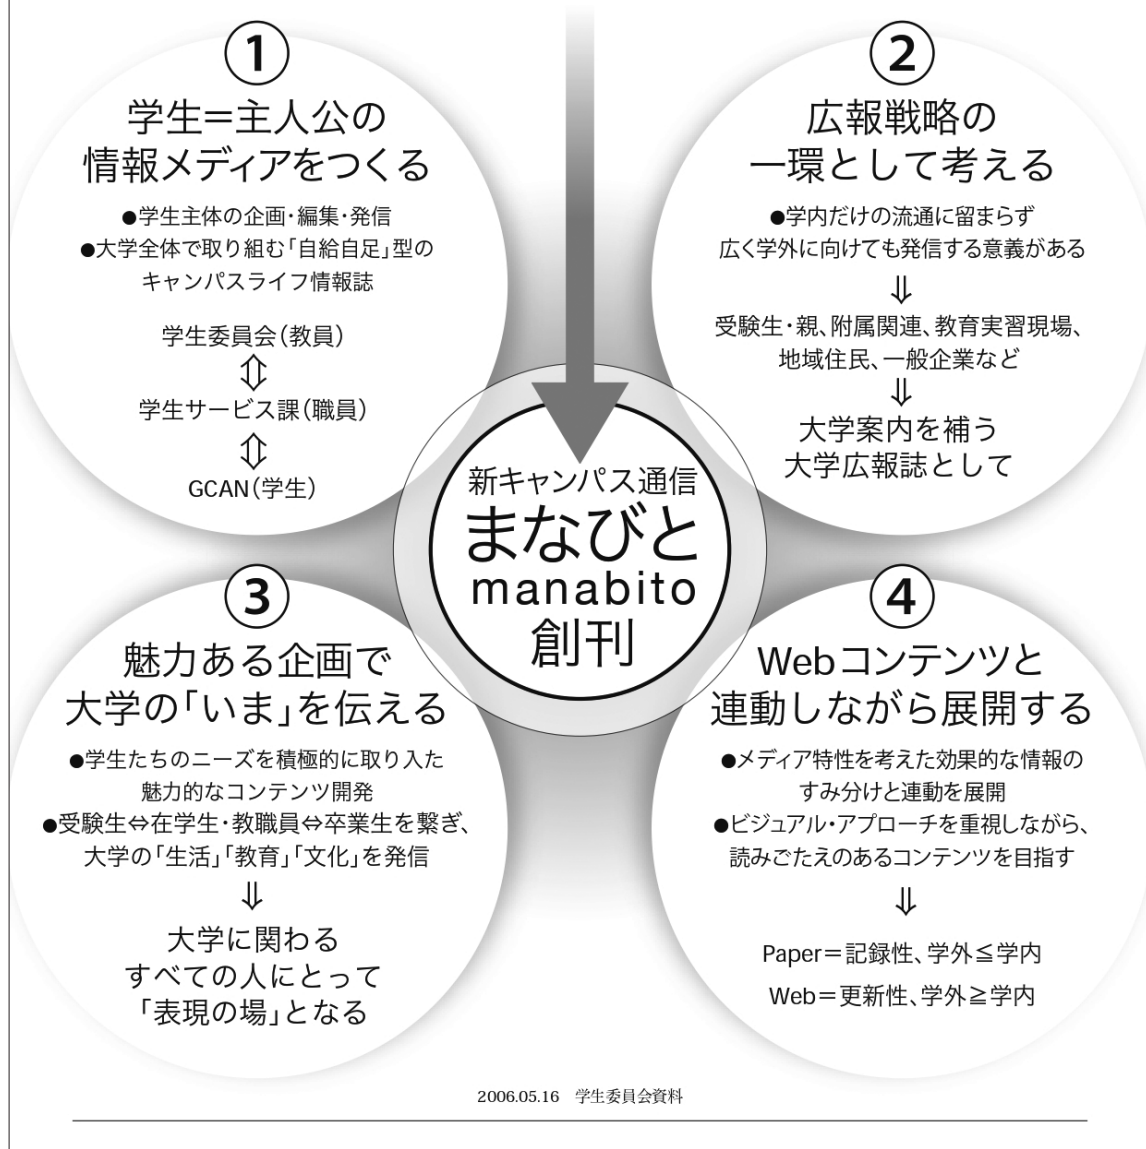 ①
学生=主人公の
情報メディアをつくる
●学生主体の企画・編集・発信
●大学全体で取り組む「自給自足」型の
キャンパスライフ情報誌
学生委員会(教員)
⇕
学生サービス課(職員)
⇕
GCAN(学生)
②
広報戦略の
一環として考える
●学内だけの流通に留まらず
広く学外に向けても発信する意義がある
⇓
受験生・親、附属関連、教育実習現場、
地域住民、一般企業など
⇓
大学案内を補う
大学広報誌として
新キャンパス通信
まなびと
manabito
創刊
③
魅力ある企画で
大学の「いま」を伝える
●学生たちのニーズを積極的に取り入た
魅力的なコンテンツ開発
●受験生⇔在学生・教職員⇔卒業生を繋ぎ、
大学の「生活」「教育」「文化」を発信
⇓
大学に関わる
すべての人にとって
「表現の場」となる
④
Webコンテンツと
連動しながら展開する
●メディア特性を考えた効果的な情報の
すみ分けと連動を展開
●ビジュアル・アプローチを重視しながら、
読みごたえのあるコンテンツを目指す
⇓
Paper=記録性、学外≦学内
Web=更新性、学外≧学内
2006.05.16 学生委員会資料